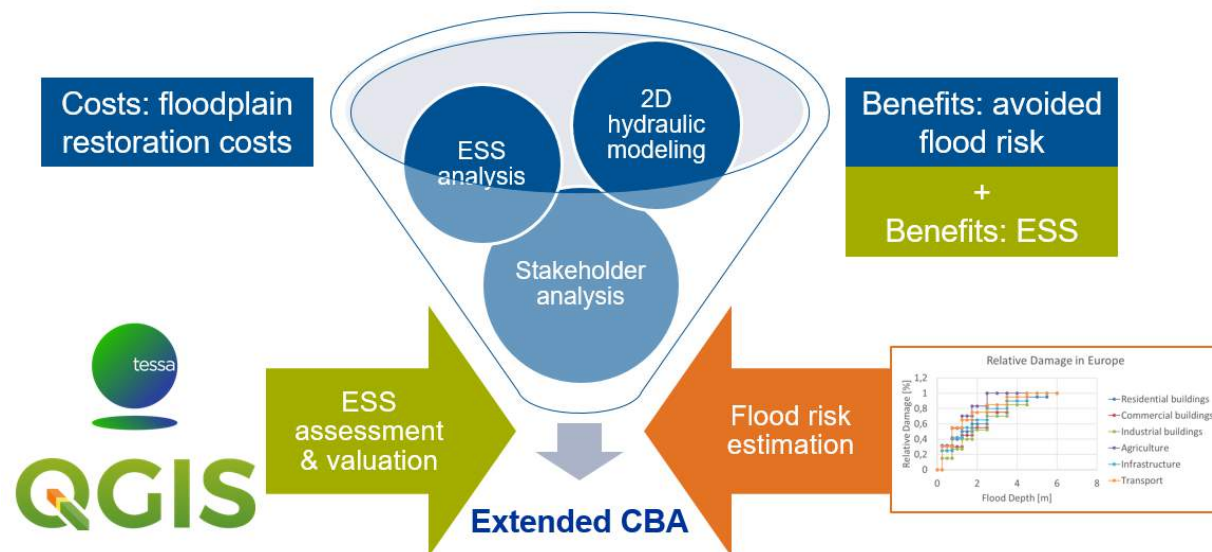 Costs: floodplain
restoration costs
2D
hydraulic
modeling
ESS
analysis
Stakeholder
analysis
Benefits: avoided
flood risk
+
Benefits: ESS
tessa
QGIS
ESS
assessment
& valuation
Flood risk
estimation
Extended CBA
Relative Damage in Europe
Relative Damage [%]
1,2
1
0,8
0,6
0,4
0,2
0
0
2
4
6
8
Flood Depth [m]
Residential buildings
Commercial buildings
Industrial buildings
Agriculture
Infrastructure
Transport